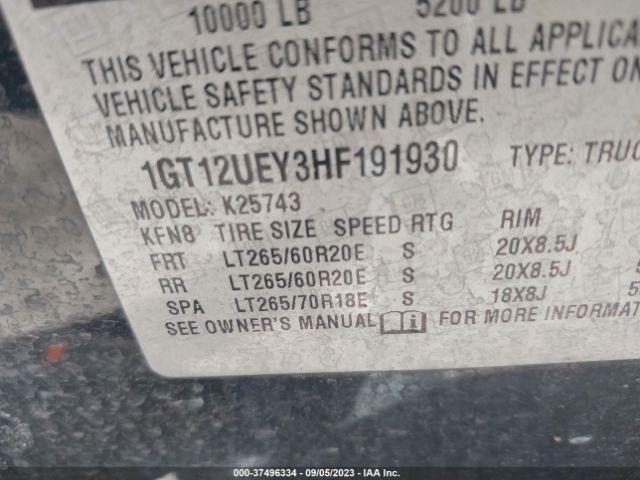 10000 LB 5200 LB
THIS VEHICLE CONFORMS TO ALL APPLICA
VEHICLE SAFETY STANDARDS IN EFFECT ON
MANUFACTURE SHOWN ABOVE.
1GT12UEY3HF191930 TYPE: TRUC
MODEL: K25743
KFN8 TIRE SIZE SPEED RTG RIM
FRT LT265/60R20E S 20X8.5J
RR LT265/60R20E S 20X8.5J
SPA LT265/70R18E S 18X8J
SEE OWNER'S MANUAL FOR MORE INFORMAT
000-37496334 - 09/05/2023 - IAA Inc.